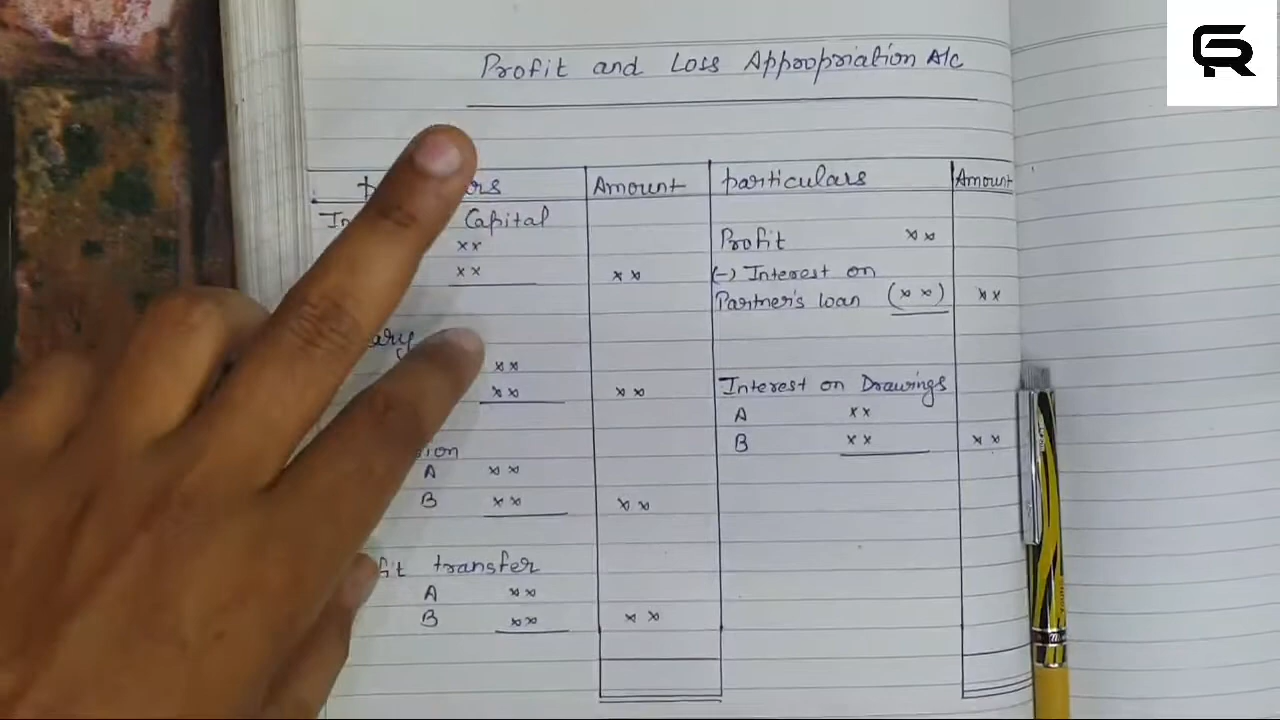 Profit and Loss Appropriation A/c
Amount
particulars
Amount
Capital
xx
xx
xx
xx
xx
xx
A xx
B xx
xx
transfer
A xx
B xx
xx
Profit xx
(-) Interest on
Partner's loan (xx) xx
Interest on Drawings
A xx
B xx
xx
GR